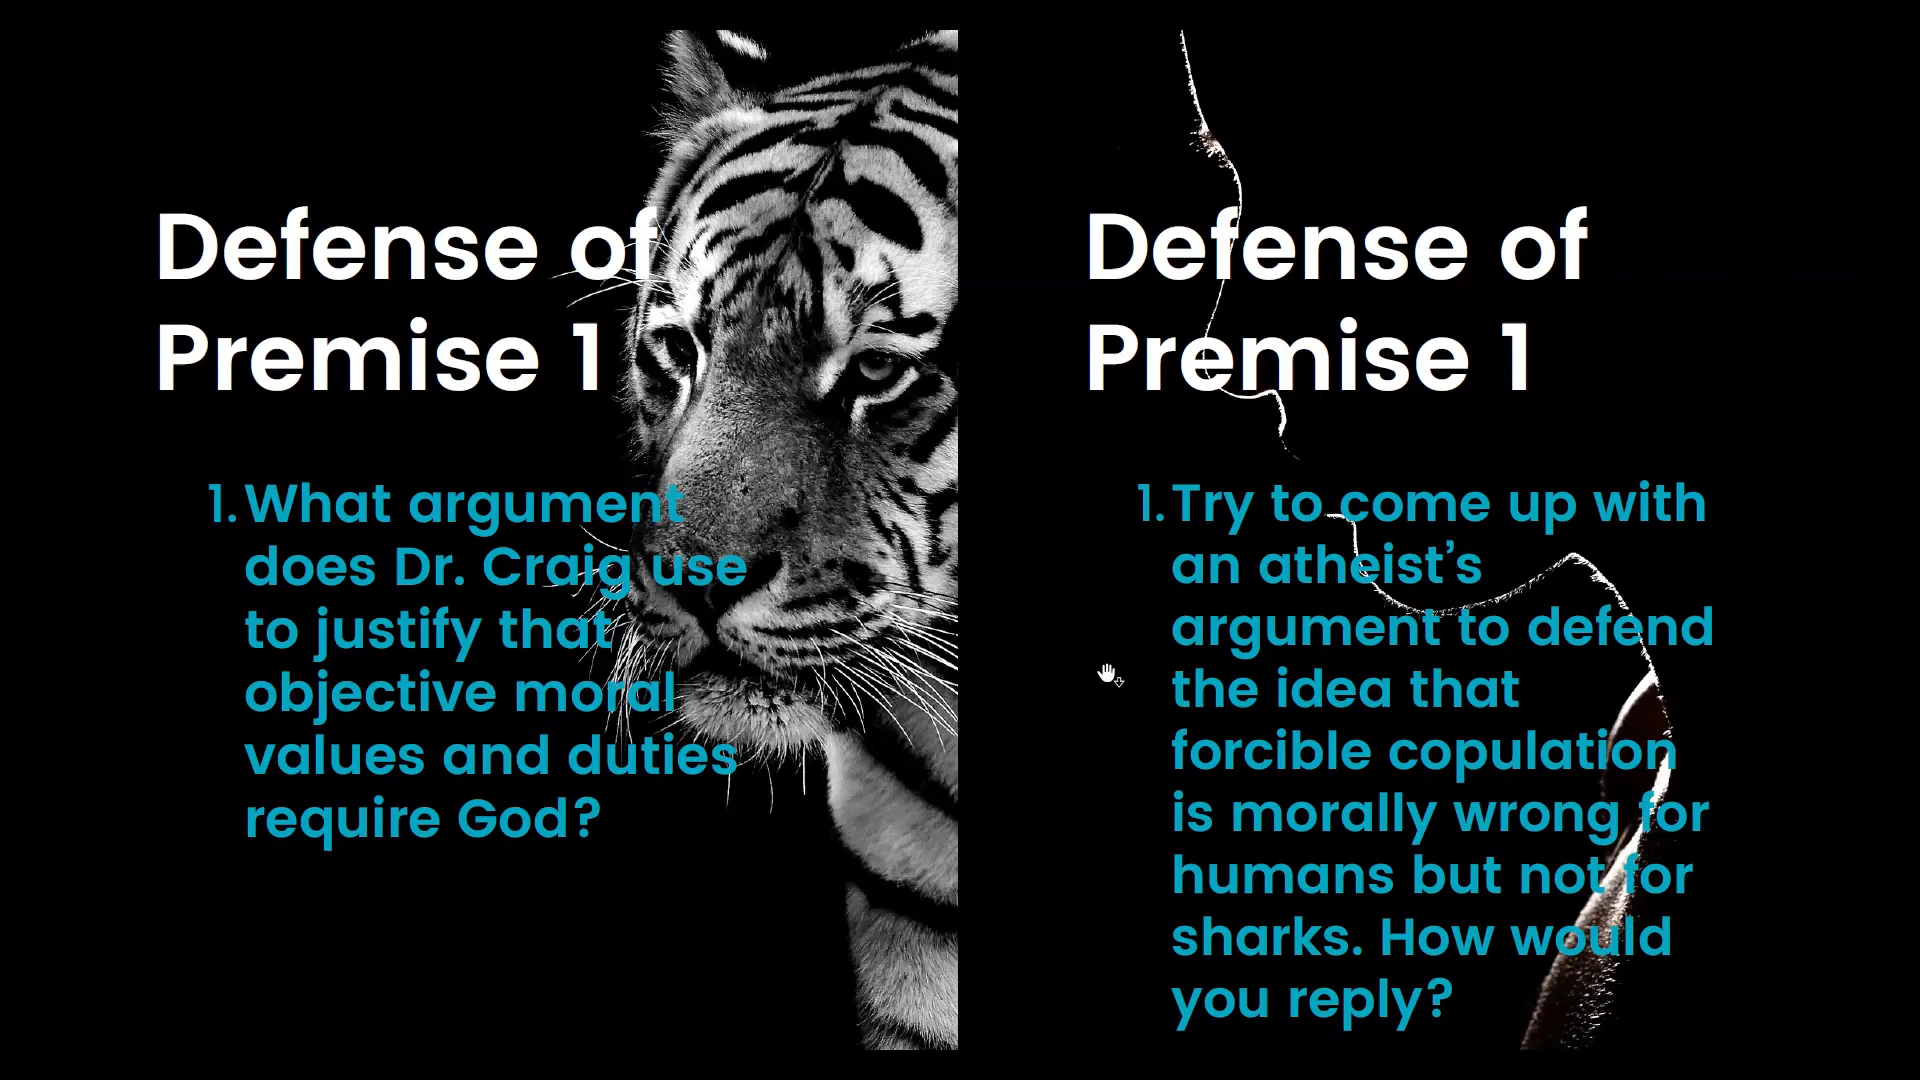 Defense of
Premise 1
1. What argument
does Dr. Craig use
to justify that
objective moral
values and duties
require God?
Defense of
Premise 1
1. Try to come up with
an atheist’s
argument to defend
the idea that
forcible copulation
is morally wrong for
humans but not for
sharks. How would
you reply?